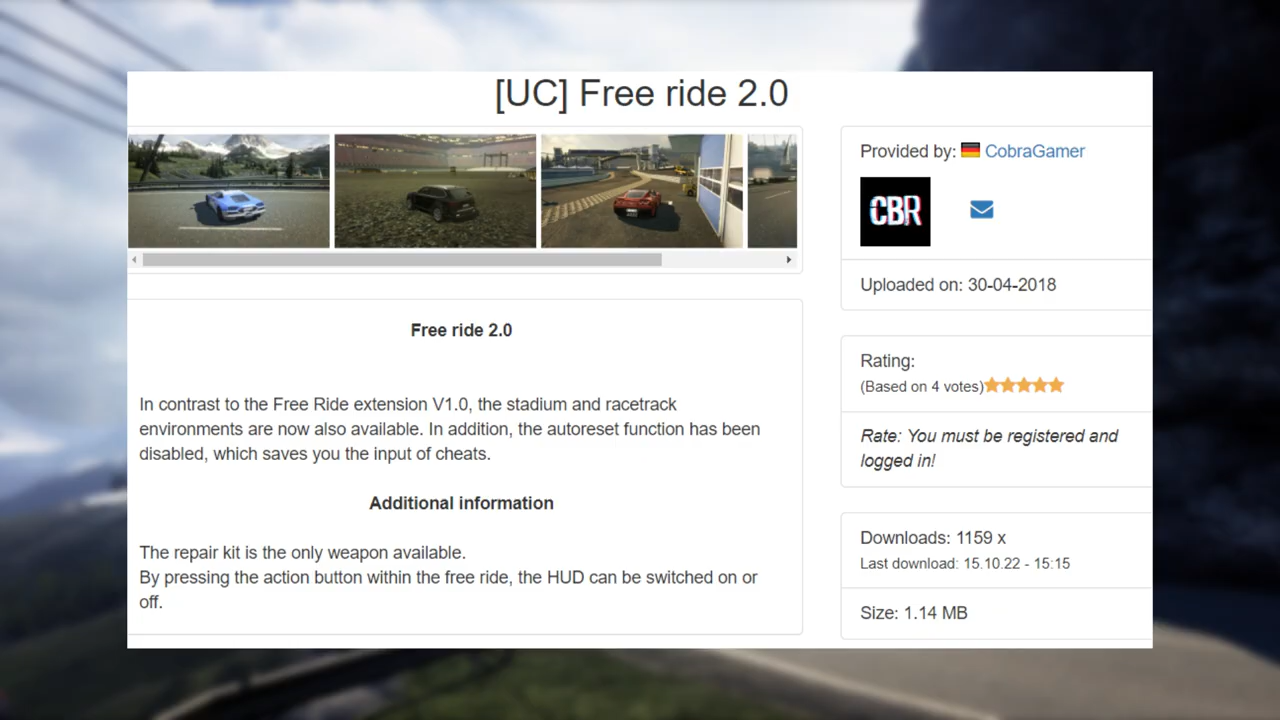 [UC] Free ride 2.0
Provided by: CobraGamer
CBR
Uploaded on: 30-04-2018
Free ride 2.0
In contrast to the Free Ride extension V1.0, the stadium and racetrack
environments are now also available. In addition, the autoreset function has been
disabled, which saves you the input of cheats.
Additional information
The repair kit is the only weapon available.
By pressing the action button within the free ride, the HUD can be switched on or
off.
Rating:
(Based on 4 votes)
Rate: You must be registered and
logged in!
Downloads: 1159 x
Last download: 15.10.22 - 15:15
Size: 1.14 MB